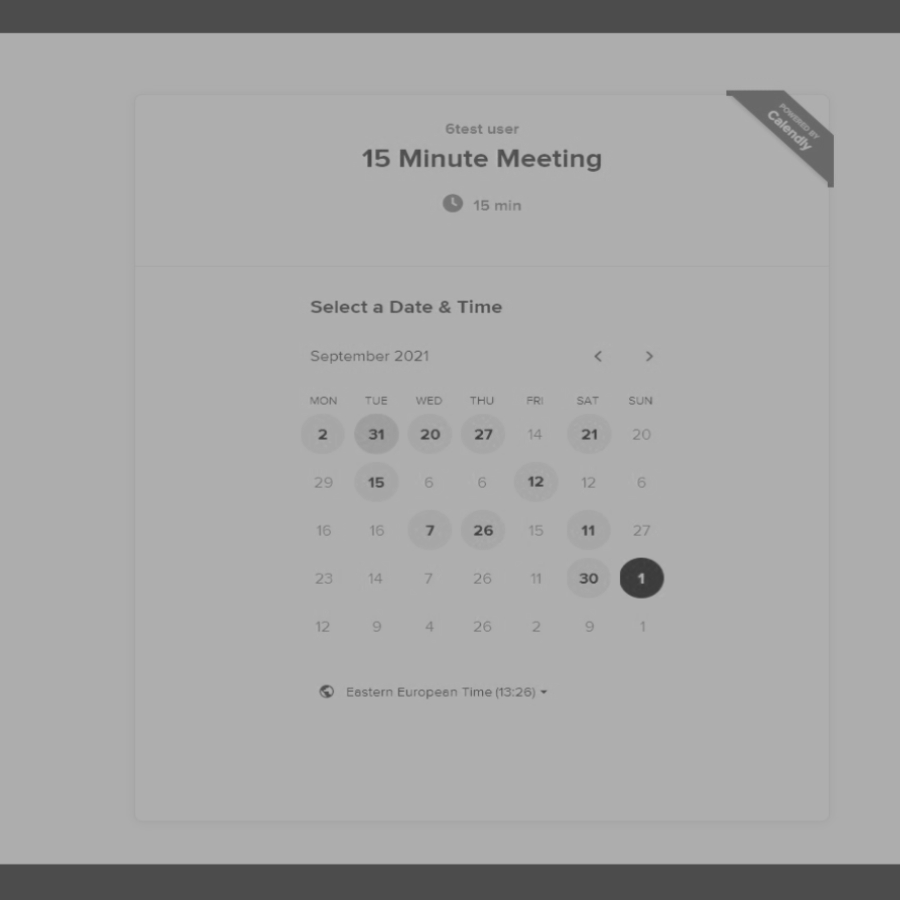 POWERED BY
Calendly
6test user
15 Minute Meeting
15 min
Select a Date & Time
September 2021
MON TUE WED THU FRI SAT SUN
2 31 20 27 14 21 20
29 15 6 6 12 12 6
16 16 7 26 15 11 27
23 14 7 26 11 30 1
12 9 4 26 2 9 1
Eastern European Time (13:26)